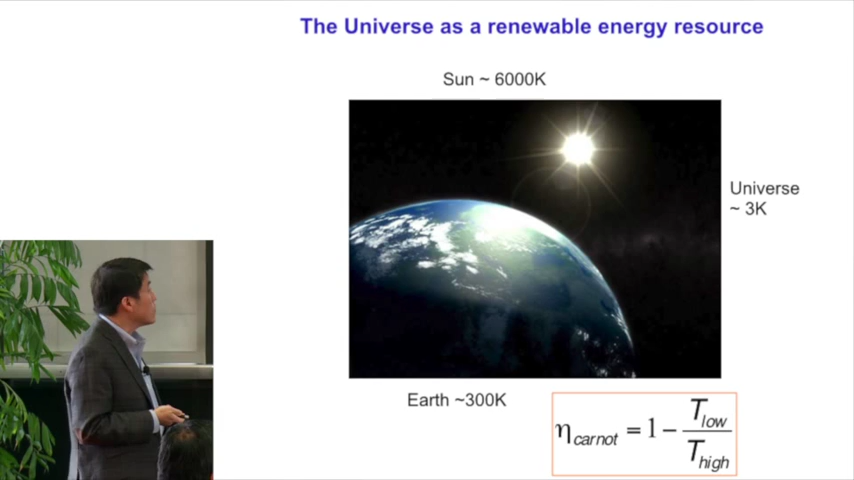 The Universe as a renewable energy resource
Sun ~ 6000K
Universe
~ 3K
Earth ~300K
η_carnot = 1 − T_low / T_high